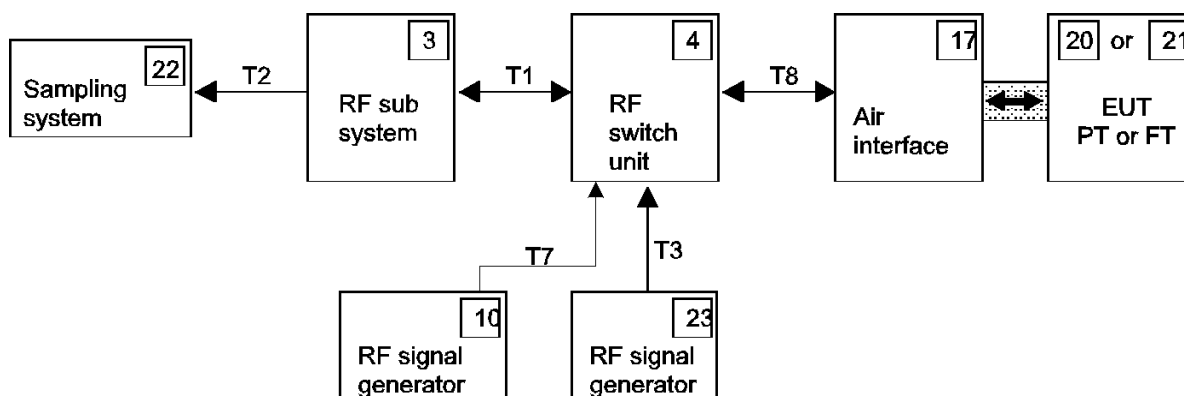 22
Sampling
system
T2
3
RF sub
system
T1
4
RF
switch
unit
T8
17
Air
interface
20 or 21
EUT
PT or FT
T7
T3
10
RF signal
generator
23
RF signal
generator